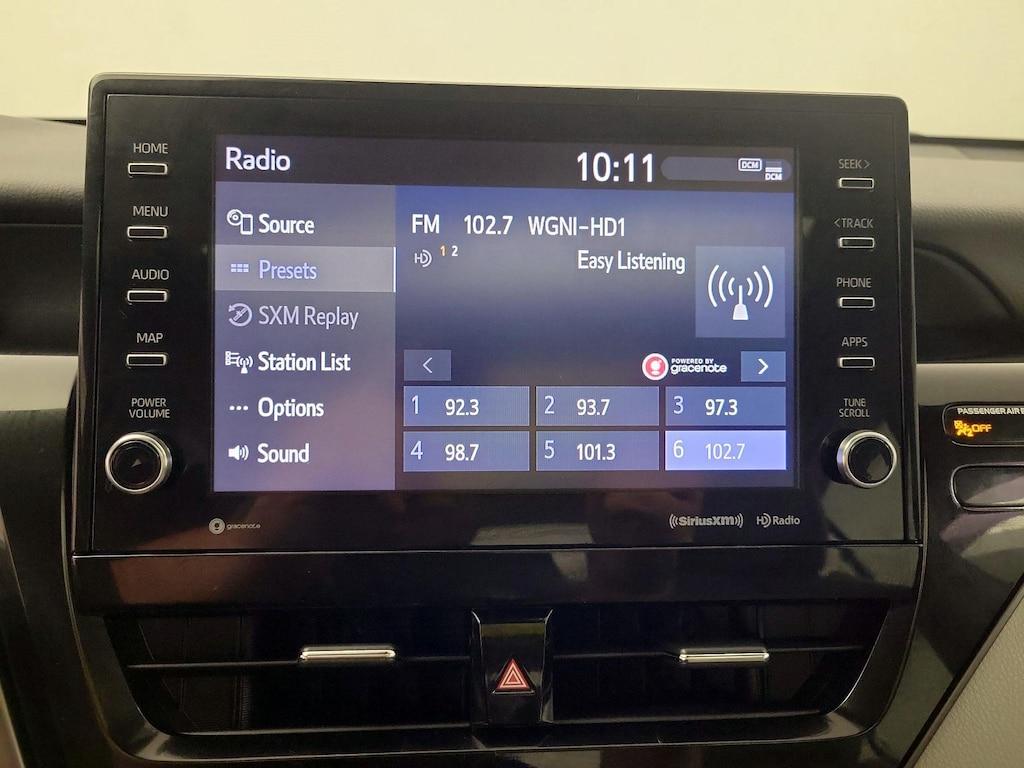 HOME
MENU
AUDIO
MAP
POWER
VOLUME
Radio
10:11
DCM
DCM
Source
Presets
SXM Replay
Station List
Options
Sound
FM 102.7 WGNI-HD1
HD 1 2
Easy Listening
<
POWERED BY
gracenote
>
1 92.3
2 93.7
3 97.3
4 98.7
5 101.3
6 102.7
SEEK >
< TRACK
PHONE
APPS
TUNE
SCROLL
gracenote
((SiriusXM))
HD Radio
PASSENGER AIR
OFF